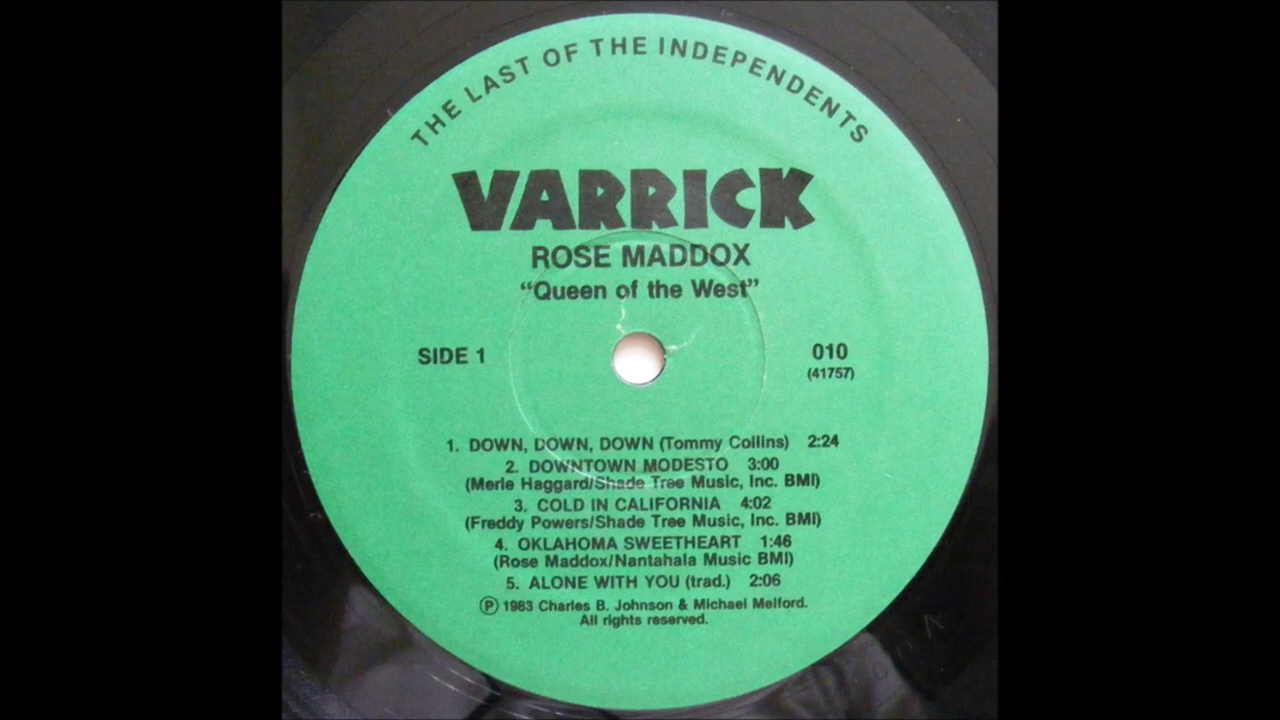 THE LAST OF THE INDEPENDENTS
VARRICK
ROSE MADDOX
“Queen of the West”
SIDE 1
010
(41757)
1. DOWN, DOWN, DOWN (Tommy Collins) 2:24
2. DOWNTOWN MODESTO 3:00
(Merle Haggard/Shade Tree Music, Inc. BMI)
3. COLD IN CALIFORNIA 4:02
(Freddy Powers/Shade Tree Music, Inc. BMI)
4. OKLAHOMA SWEETHEART 1:46
(Rose Maddox/Nantahala Music BMI)
5. ALONE WITH YOU (trad.) 2:06
Ⓟ 1983 Charles B. Johnson & Michael Melford.
All rights reserved.